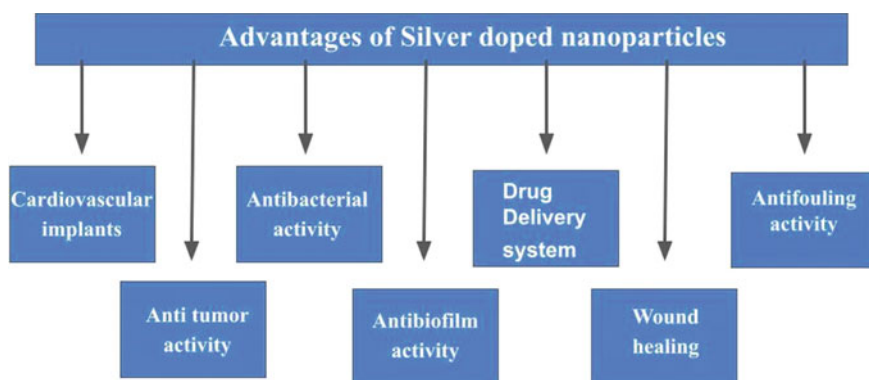 Advantages of Silver doped nanoparticles
Cardiovascular
implants
Antibacterial
activity
Drug
Delivery
system
Antifouling
activity
Anti tumor
activity
Antibiofilm
activity
Wound
healing